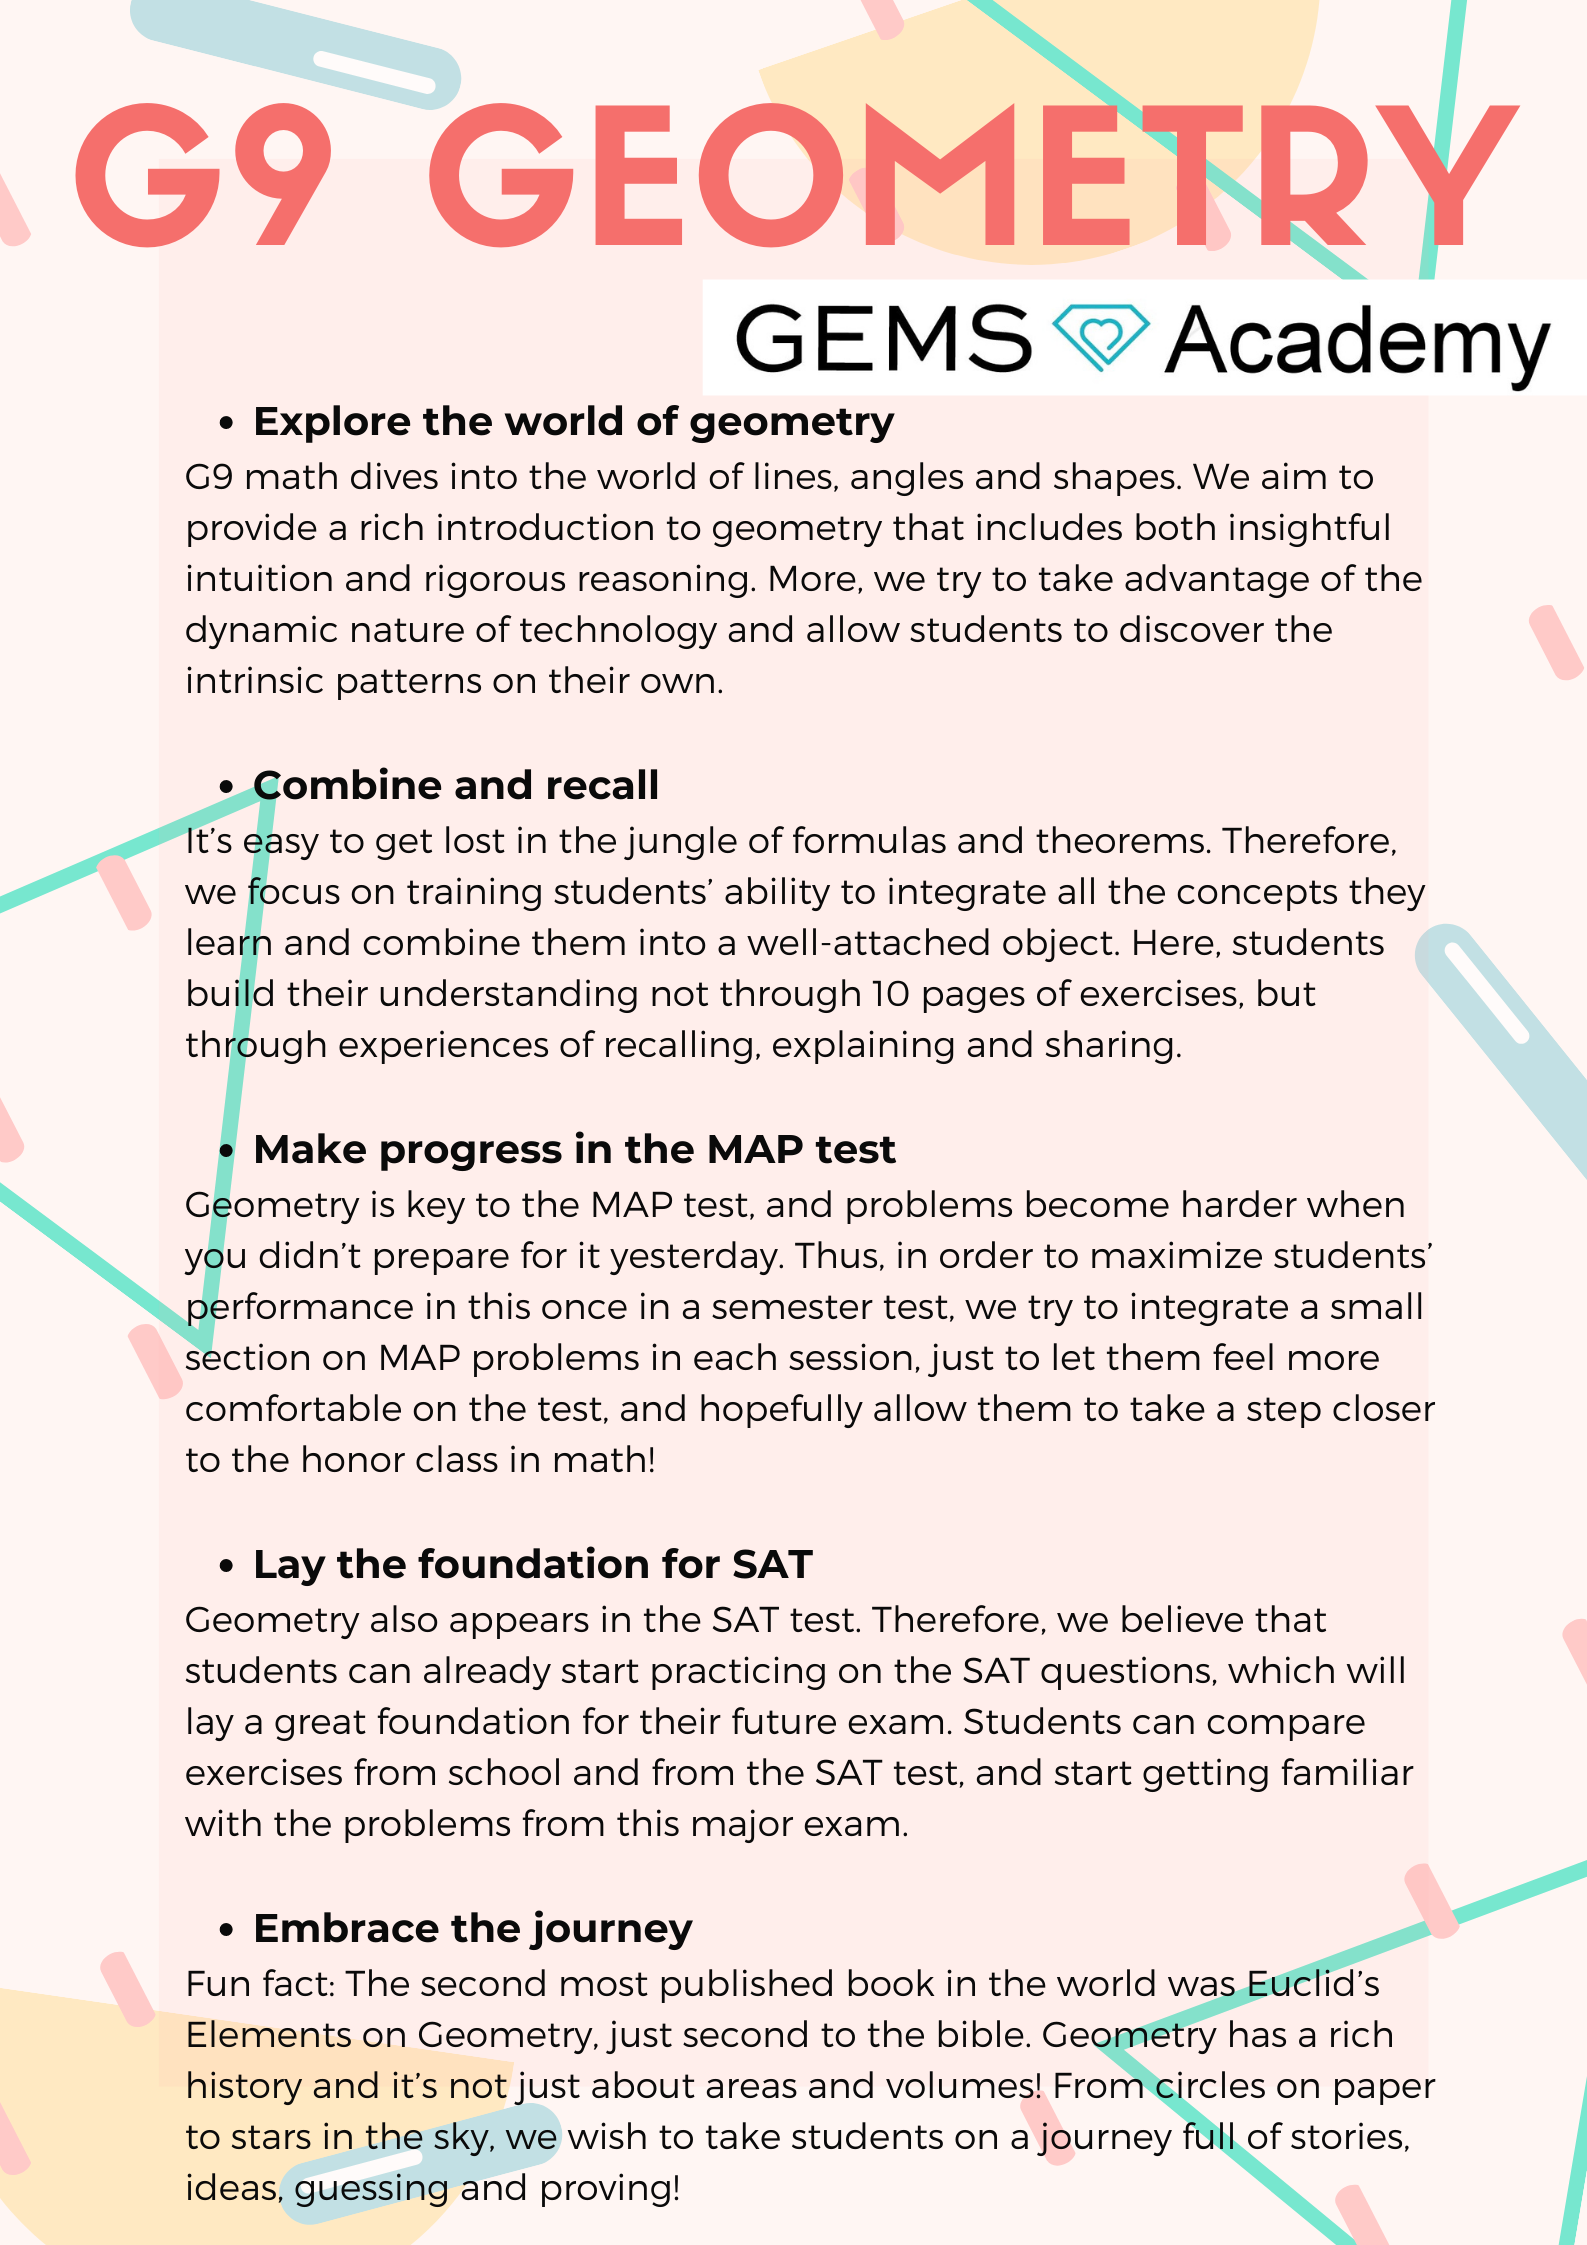 G9 GEOMETRY
GEMS Academy
• Explore the world of geometry
G9 math dives into the world of lines, angles and shapes. We aim to
provide a rich introduction to geometry that includes both insightful
intuition and rigorous reasoning. More, we try to take advantage of the
dynamic nature of technology and allow students to discover the
intrinsic patterns on their own.
• Combine and recall
It’s easy to get lost in the jungle of formulas and theorems. Therefore,
we focus on training students’ ability to integrate all the concepts they
learn and combine them into a well-attached object. Here, students
build their understanding not through 10 pages of exercises, but
through experiences of recalling, explaining and sharing.
• Make progress in the MAP test
Geometry is key to the MAP test, and problems become harder when
you didn’t prepare for it yesterday. Thus, in order to maximize students’
performance in this once in a semester test, we try to integrate a small
section on MAP problems in each session, just to let them feel more
comfortable on the test, and hopefully allow them to take a step closer
to the honor class in math!
• Lay the foundation for SAT
Geometry also appears in the SAT test. Therefore, we believe that
students can already start practicing on the SAT questions, which will
lay a great foundation for their future exam. Students can compare
exercises from school and from the SAT test, and start getting familiar
with the problems from this major exam.
• Embrace the journey
Fun fact: The second most published book in the world was Euclid’s
Elements on Geometry, just second to the bible. Geometry has a rich
history and it’s not just about areas and volumes! From circles on paper
to stars in the sky, we wish to take students on a journey full of stories,
ideas, guessing and proving!